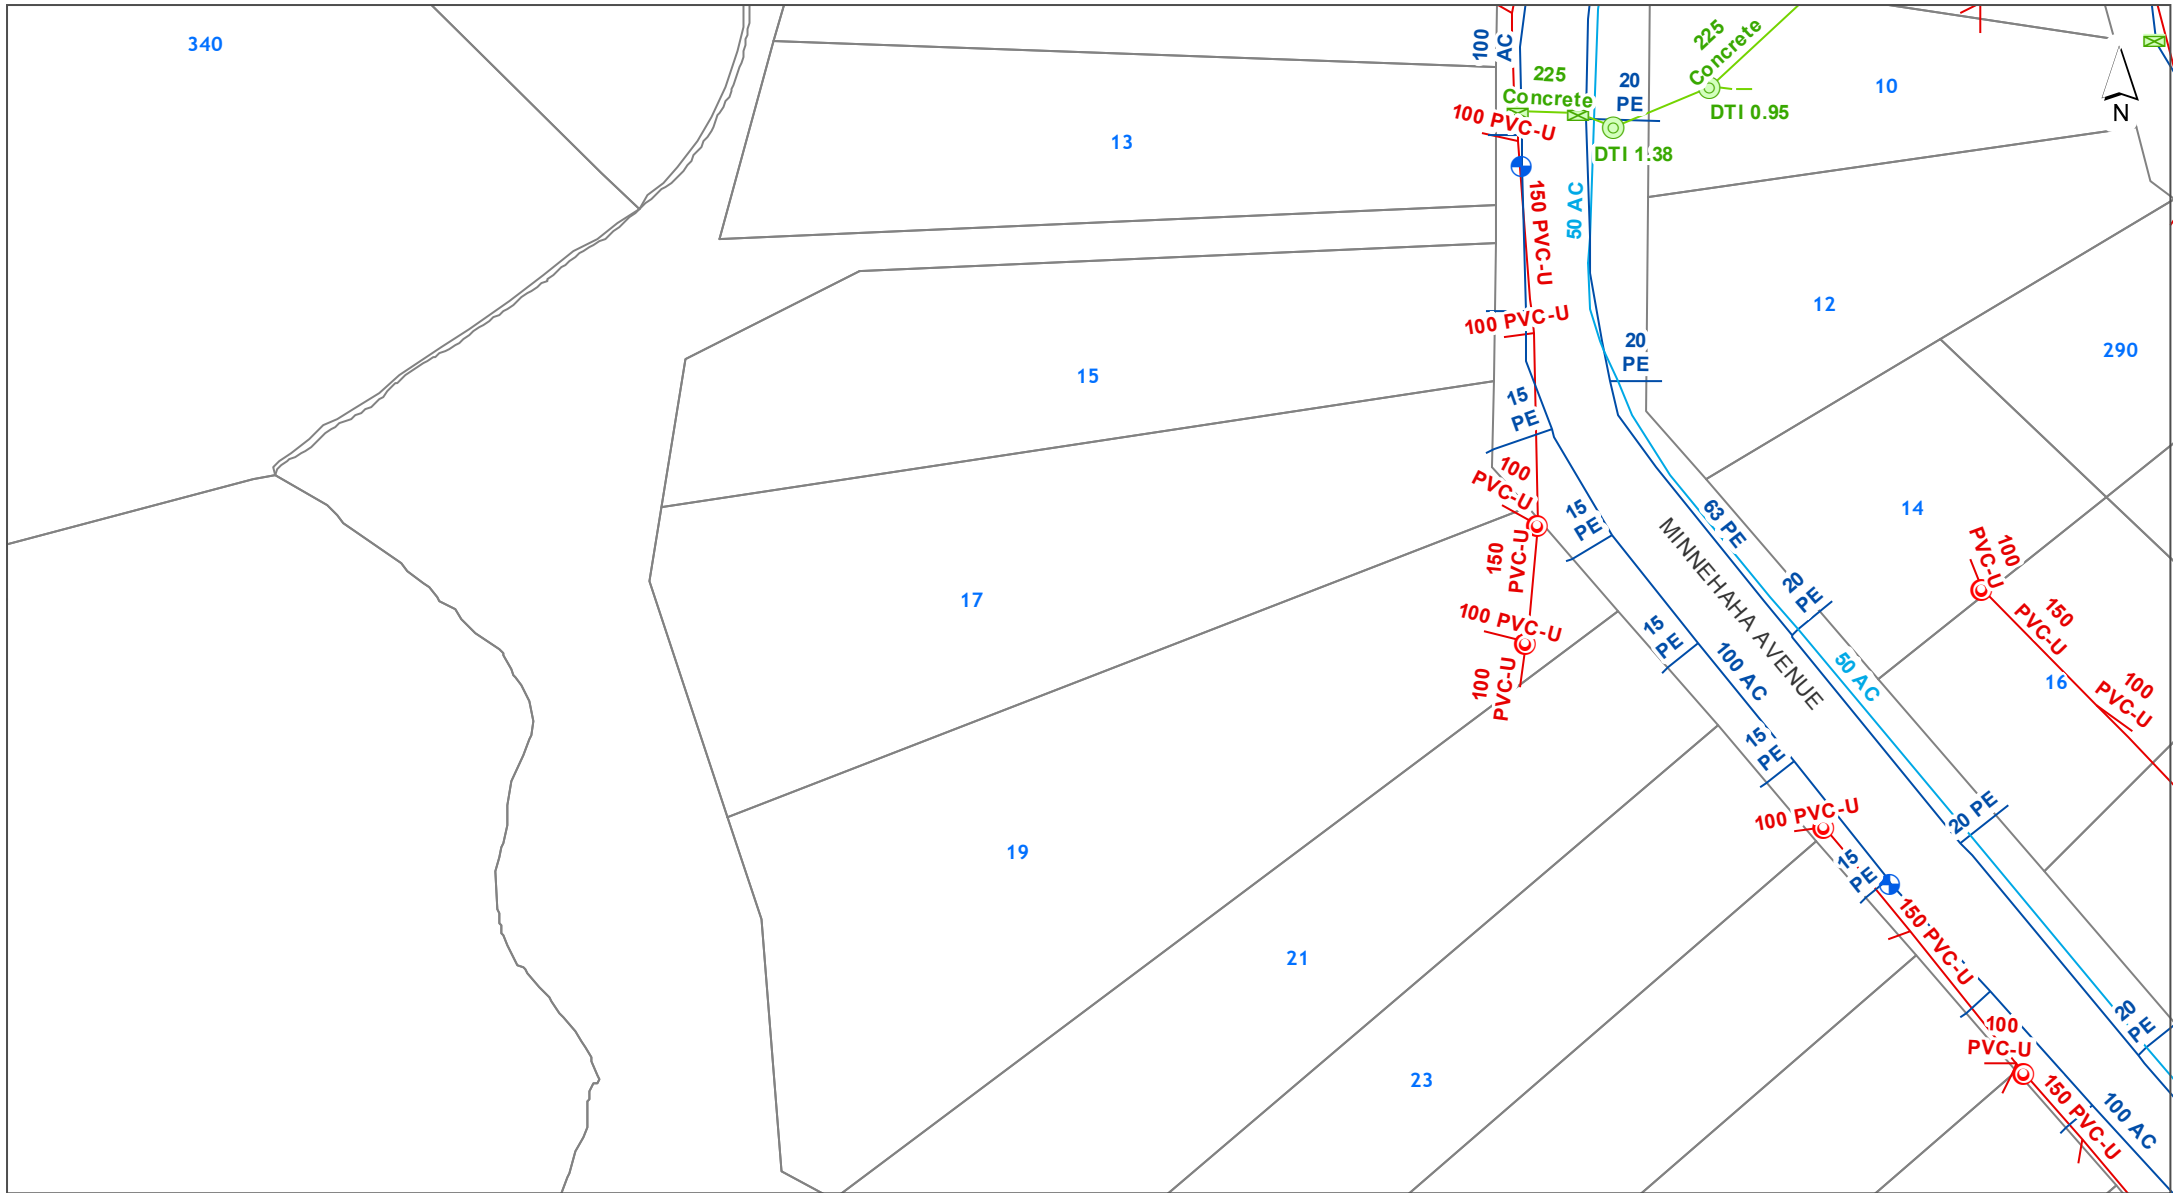 340
100
AC
225
Concrete
20
PE
225
Concrete
10
DTI 0.95
N
100 PVC-U
DTI 1.38
13
150 PVC-U
50 AC
12
100 PVC-U
20
PE
290
15
15
PE
100
PVC-U
14
63 PE
15
PE
MINNEHAHA AVENUE
150
PVC-U
100
PVC-U
17
20
PE
100 PVC-U
150
PVC-U
15
PE
100 AC
50 AC
16
100
PVC-U
100
PVC-U
15
PE
100 PVC-U
20 PE
19
15
PE
150 PVC-U
21
20
PE
100
PVC-U
23
150 PVC-U
100 AC